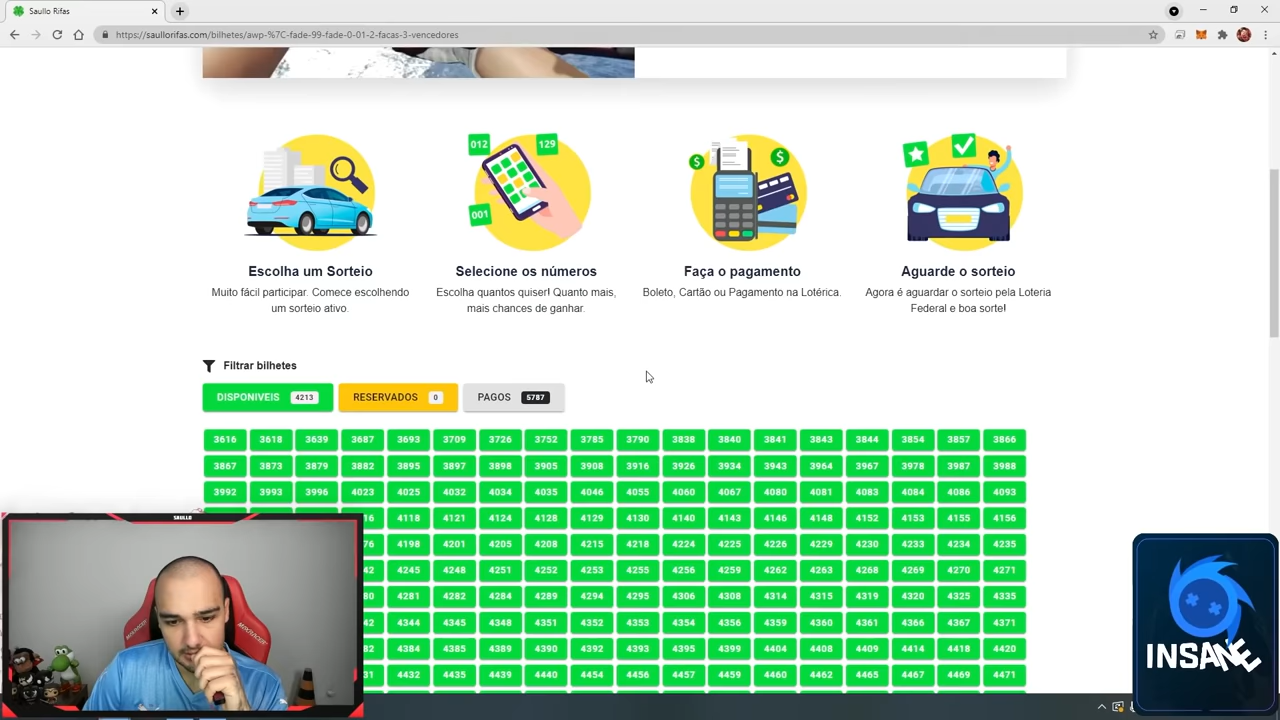 Saullo Rifas
https://saullorifas.com/bilhetes/awp-%7C-fade-99-fade-0-01-2-facas-3-vencedores
012 129 001
Escolha um Sorteio
Muito fácil participar. Comece escolhendo
um sorteio ativo.
Selecione os números
Escolha quantos quiser! Quanto mais,
mais chances de ganhar.
Faça o pagamento
Boleto, Cartão ou Pagamento na Lotérica.
Aguarde o sorteio
Agora é aguardar o sorteio pela Loteria
Federal e boa sorte!
Filtrar bilhetes
DISPONIVEIS 4213 RESERVADOS 0 PAGOS 5787
3616 3618 3639 3687 3693 3709 3726 3752 3785 3790 3838 3840 3841 3843 3844 3854 3857 3866
3867 3873 3879 3882 3895 3897 3898 3905 3908 3916 3926 3934 3943 3964 3967 3978 3987 3988
3992 3993 3996 4023 4025 4032 4034 4035 4046 4055 4060 4067 4080 4081 4083 4084 4086 4093
16 4118 4121 4124 4128 4129 4130 4140 4143 4146 4148 4152 4153 4155 4156
76 4198 4201 4205 4208 4215 4218 4224 4225 4226 4229 4230 4233 4234 4235
42 4245 4248 4251 4252 4253 4255 4256 4259 4262 4263 4268 4269 4270 4271
80 4281 4282 4284 4289 4294 4295 4306 4308 4314 4315 4319 4320 4325 4335
42 4344 4345 4348 4351 4352 4353 4354 4356 4359 4360 4361 4366 4367 4371
82 4384 4385 4389 4390 4392 4393 4395 4399 4404 4408 4409 4414 4418 4420
31 4432 4435 4439 4440 4454 4456 4457 4459 4460 4462 4465 4467 4469 4471
SAULLO
INSANE